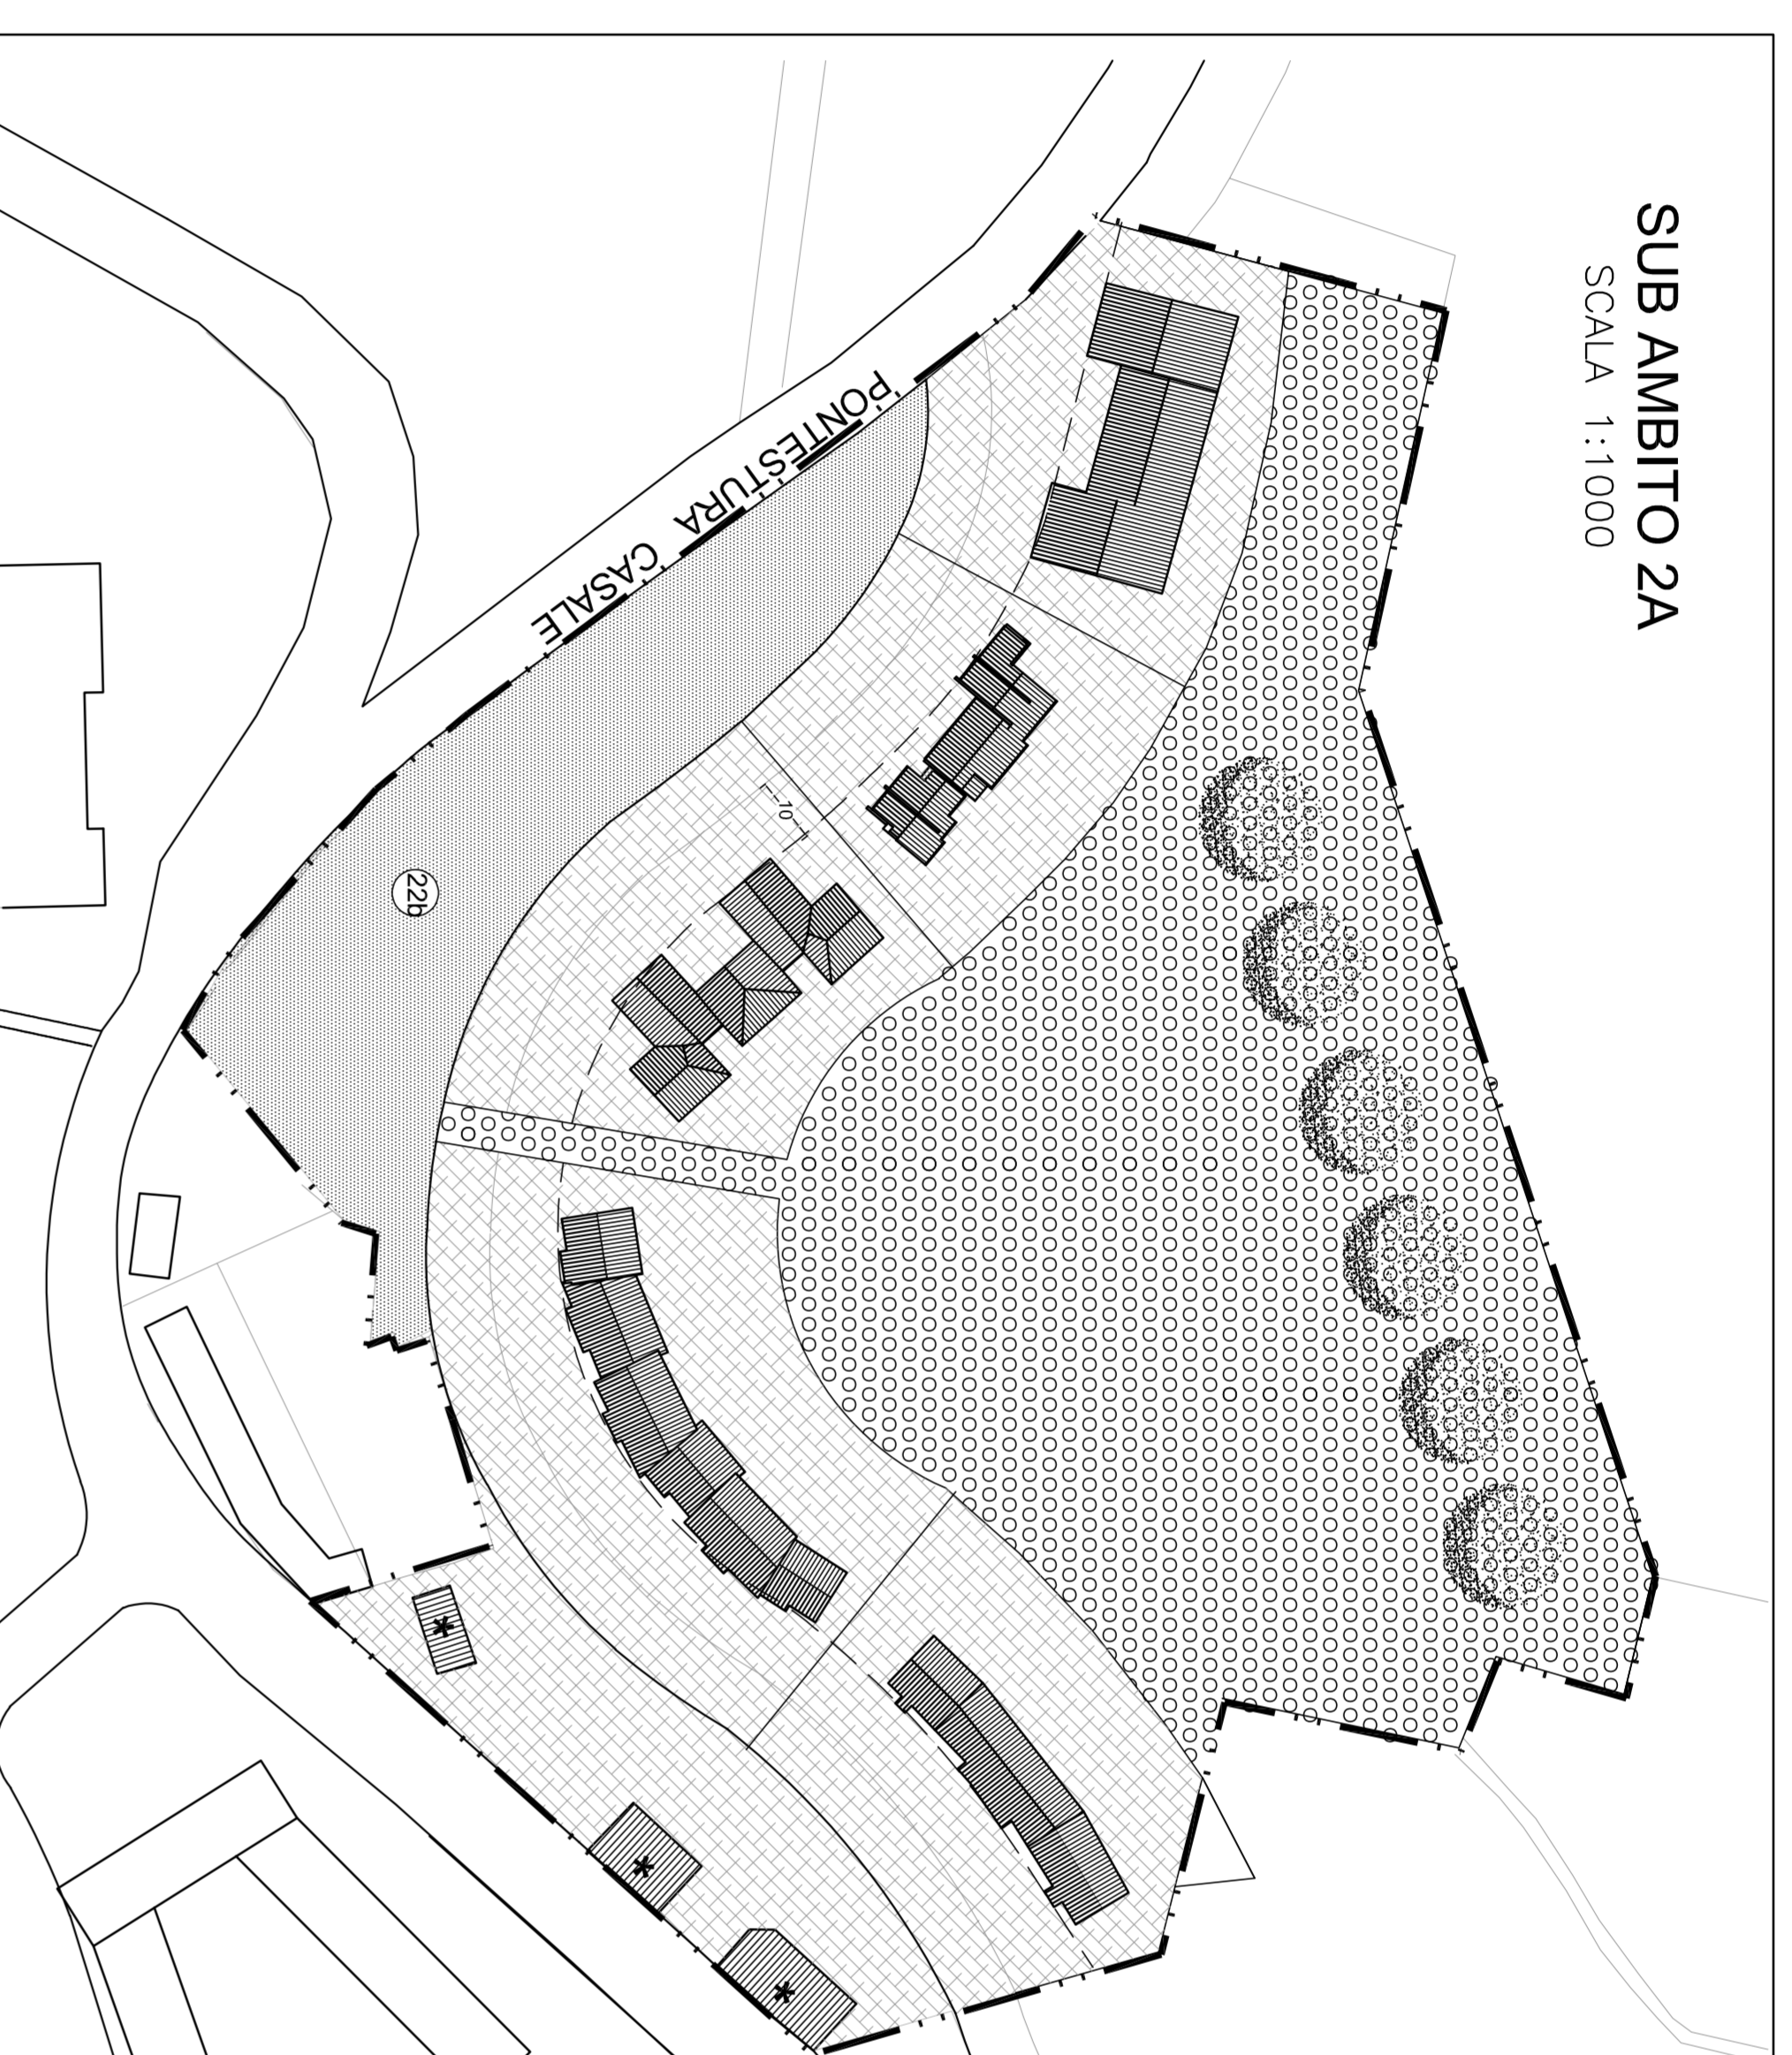 SUB AMBITO 2A
SCALA 1:1000
PONTESTURA CASALE
10
22b
*
*
*